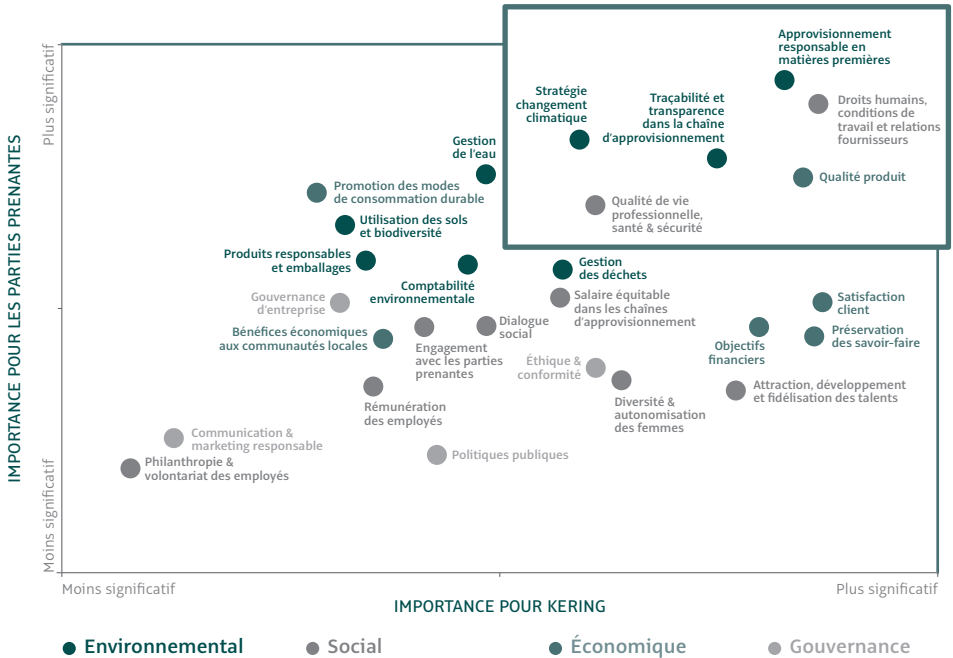 IMPORTANCE POUR LES PARTIES PRENANTES
Plus significatif
Moins significatif
Approvisionnement
responsable en
matières premières
Droits humains,
conditions de
travail et relations
fournisseurs
Stratégie
changement
climatique
Traçabilité et
transparence
dans la chaîne
d'approvisionnement
Qualité produit
Qualité de vie
professionnelle,
santé & sécurité
Gestion
de l'eau
Promotion des modes
de consommation durable
Utilisation des sols
et biodiversité
Produits responsables
et emballages
Comptabilité
environnementale
Gestion
des déchets
Gouvernance
d'entreprise
Salaire équitable
dans les chaînes
d'approvisionnement
Satisfaction
client
Bénéfices économiques
aux communautés locales
Engagement
avec les parties
prenantes
Dialogue
social
Objectifs
financiers
Préservation
des savoir-faire
Éthique &
conformité
Rémunération
des employés
Diversité &
autonomisation
des femmes
Attraction, développement
et fidélisation des talents
Communication &
marketing responsable
Philanthropie &
volontariat des employés
Politiques publiques
Moins significatif
Plus significatif
IMPORTANCE POUR KERING
Environnemental
Social
Économique
Gouvernance